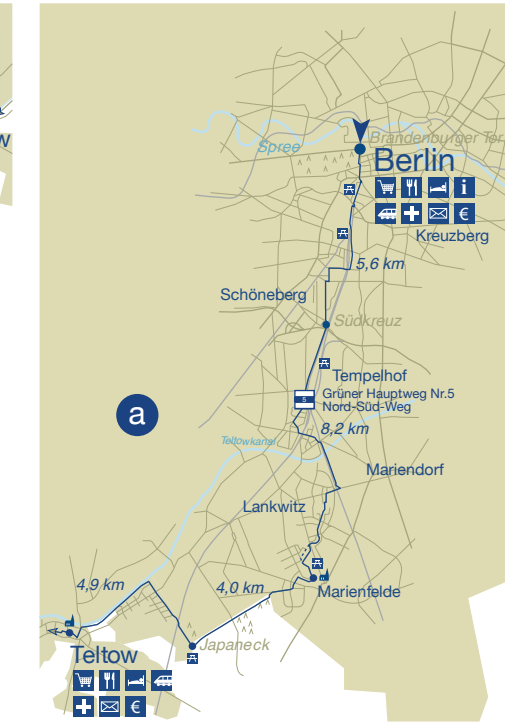 W
Brandenburger Tor
Spree
Berlin
i
€
Kreuzberg
5,6 km
Schöneberg
Südkreuz
Tempelhof
5
Grüner Hauptweg Nr.5
Nord-Süd-Weg
a
8,2 km
Teltowkanal
Mariendorf
Lankwitz
4,9 km
4,0 km
Marienfelde
Japaneck
Teltow
€